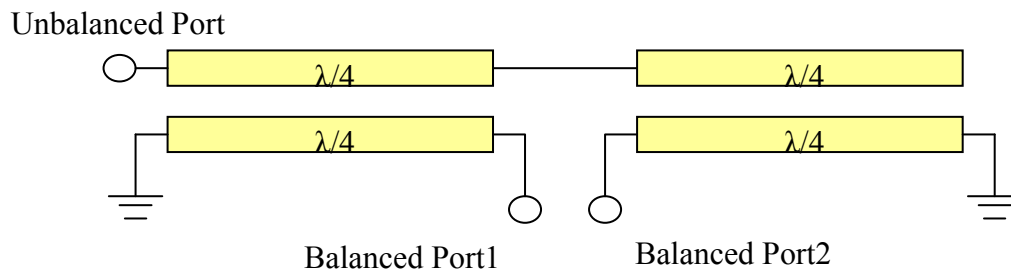 Unbalanced Port
λ/4
λ/4
λ/4
λ/4
Balanced Port1
Balanced Port2